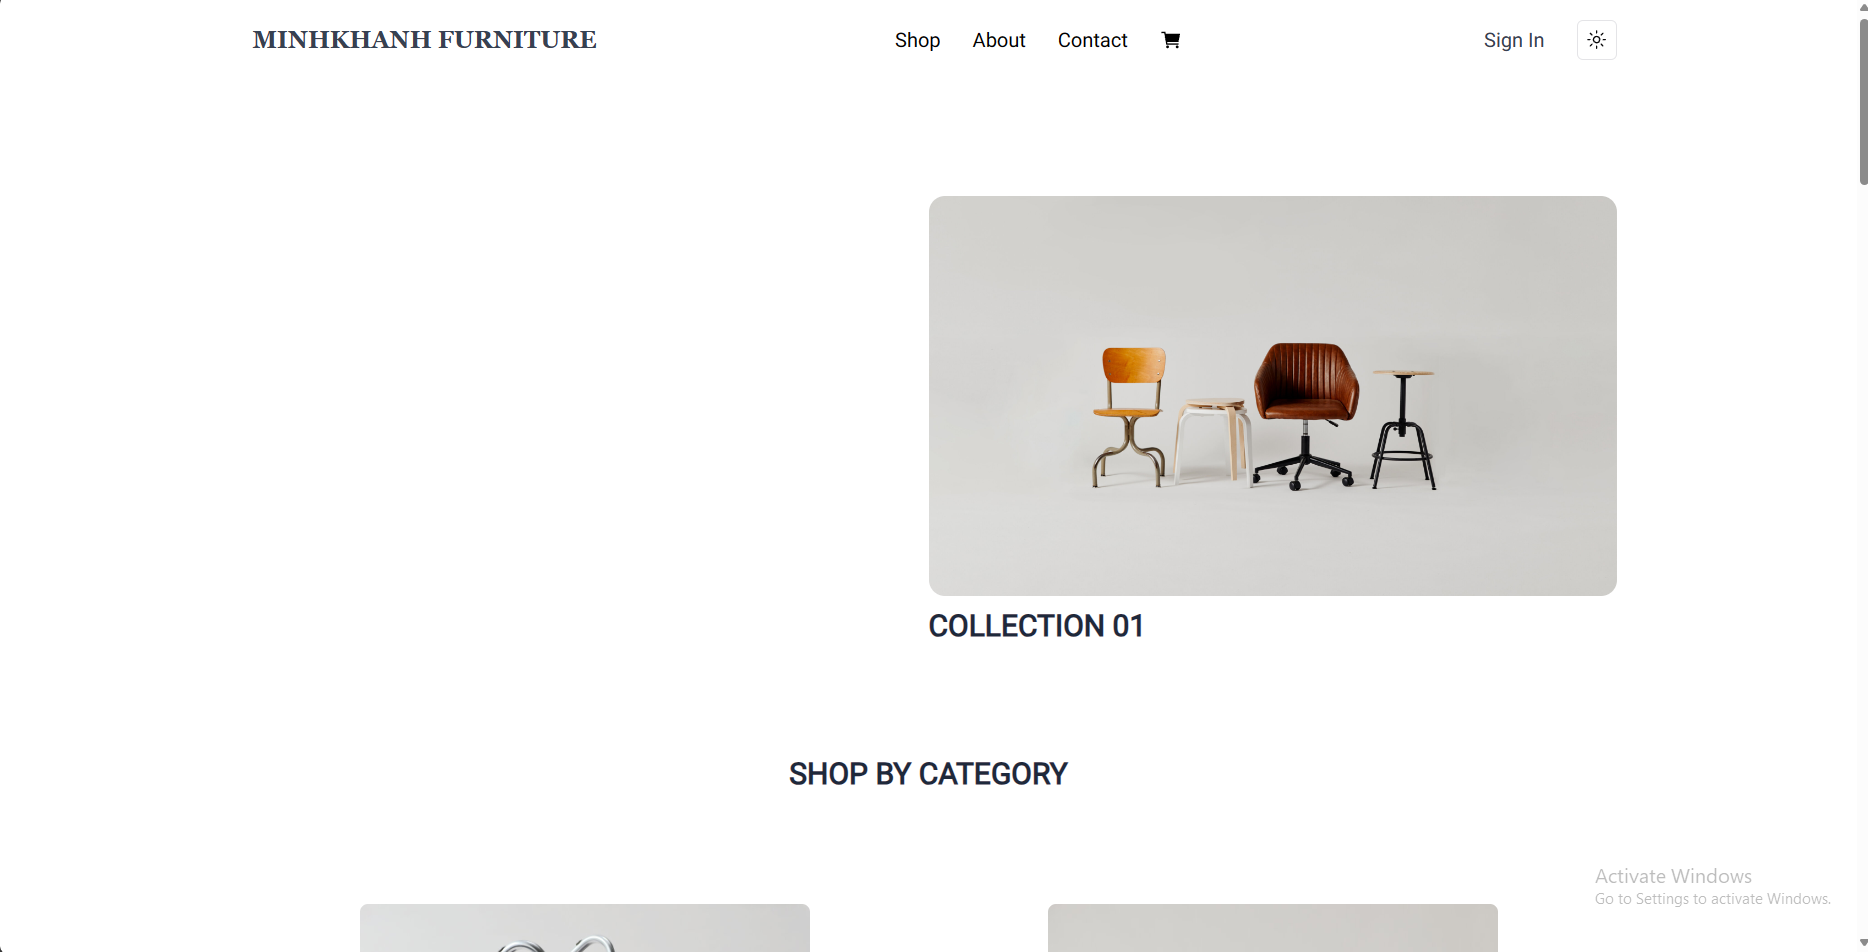 MINHKHANH FURNITURE
Shop About Contact
Sign In
COLLECTION 01
SHOP BY CATEGORY
Activate Windows
Go to Settings to activate Windows.